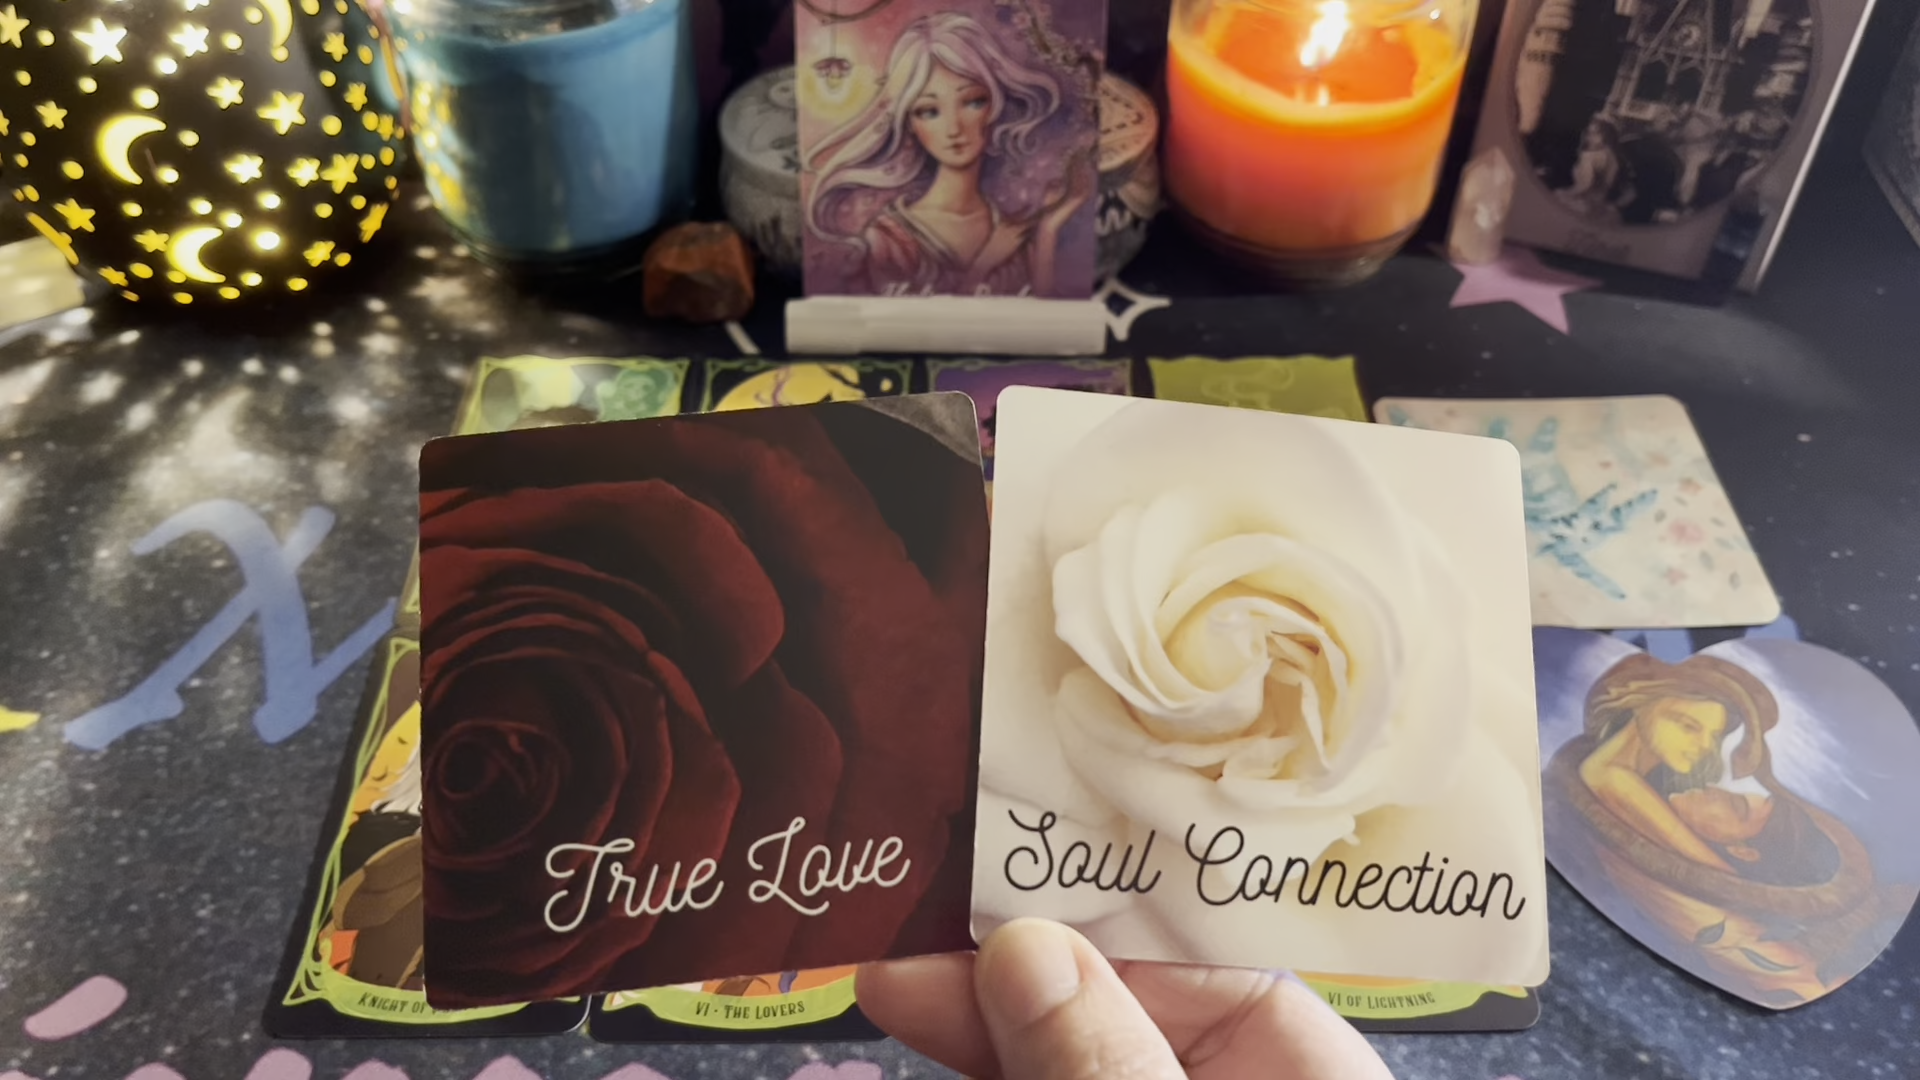 True Love
Soul Connection
KNIGHT OF
VI · THE LOVERS
VI OF LIGHTNING